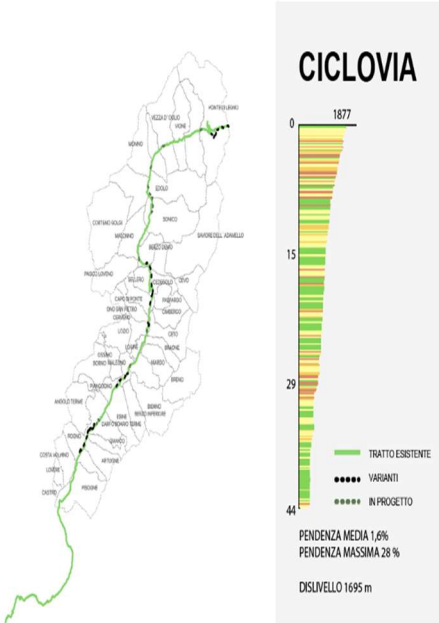 CICLOVIA
1877
0
15
29
44
TRATTO ESISTENTE
VARIANTI
IN PROGETTO
PENDENZA MEDIA 1,6%
PENDENZA MASSIMA 28 %
DISLIVELLO 1695 m
PONTE DI LEGNO
VEZZA D'OGLIO
VIONE
MONNO
EDOLO
SONICO
CORTENO GOLGI
MALONNO
SAVIORE DELL' ADAMELLO
BERZO DEMO
PAISCO LOVENO
SELLERO
CEDEGOLO
CEVO
CAPO DI PONTE
PASPARDO
ONO SAN PIETRO
CIMBERGO
CERVENO
CETO
LOSINE
BRAONE
OSSIMO
NIARDO
BORNO
BRENO
PIANCOGNO
ANGOLO TERME
BIENNO
ESINE
BERZO INFERIORE
DARFO BOARIO TERME
ROGNO
GIANICO
COSTA VOLPINO
ARTOGNE
LOVERE
CASTRO
PISOGNE